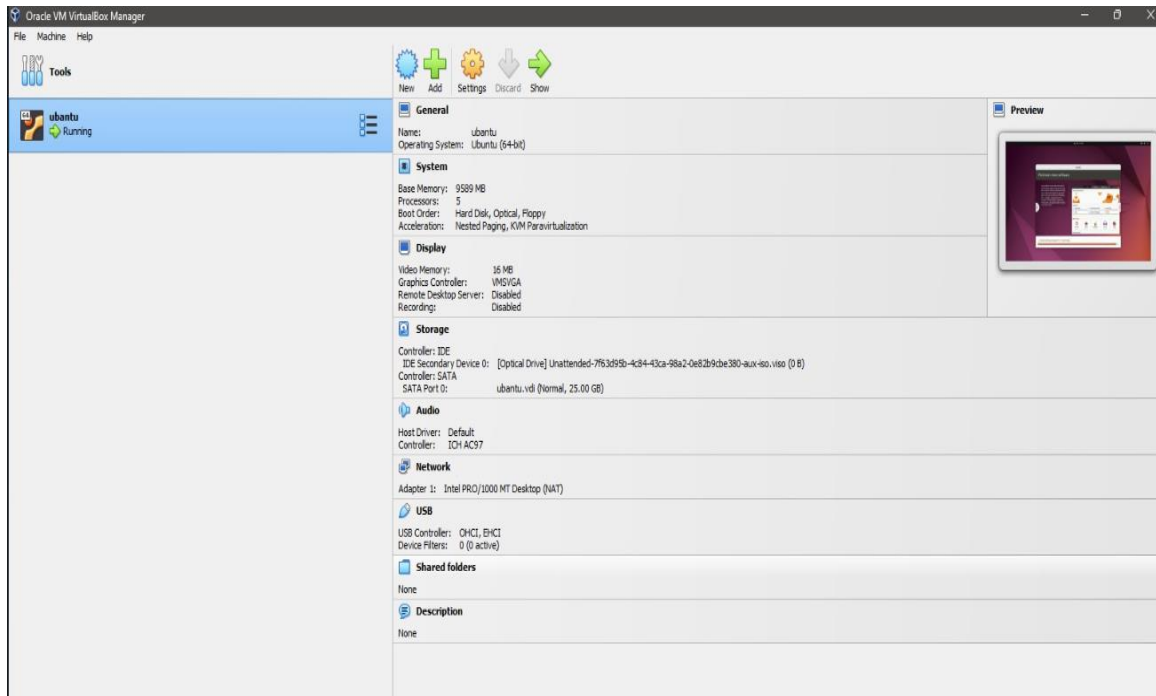 Oracle VM VirtualBox Manager
File Machine Help
Tools
New Add Settings Discard Show
ubantu
Running
General
Name: ubantu
Operating System: Ubuntu (64-bit)
Preview
System
Base Memory: 9589 MB
Processors: 5
Boot Order: Hard Disk, Optical, Floppy
Acceleration: Nested Paging, KVM Paravirtualization
Display
Video Memory: 16 MB
Graphics Controller: VMSVGA
Remote Desktop Server: Disabled
Recording: Disabled
Storage
Controller: IDE
IDE Secondary Device 0: [Optical Drive] Unattended-7f63d95b-4c84-43ca-98a2-0e82b9cbe380-aux-iso.viso (0 B)
Controller: SATA
SATA Port 0: ubantu.vdi (Normal, 25.00 GB)
Audio
Host Driver: Default
Controller: ICH AC97
Network
Adapter 1: Intel PRO/1000 MT Desktop (NAT)
USB
USB Controller: OHCI, EHCI
Device Filters: 0 (0 active)
Shared folders
None
Description
None